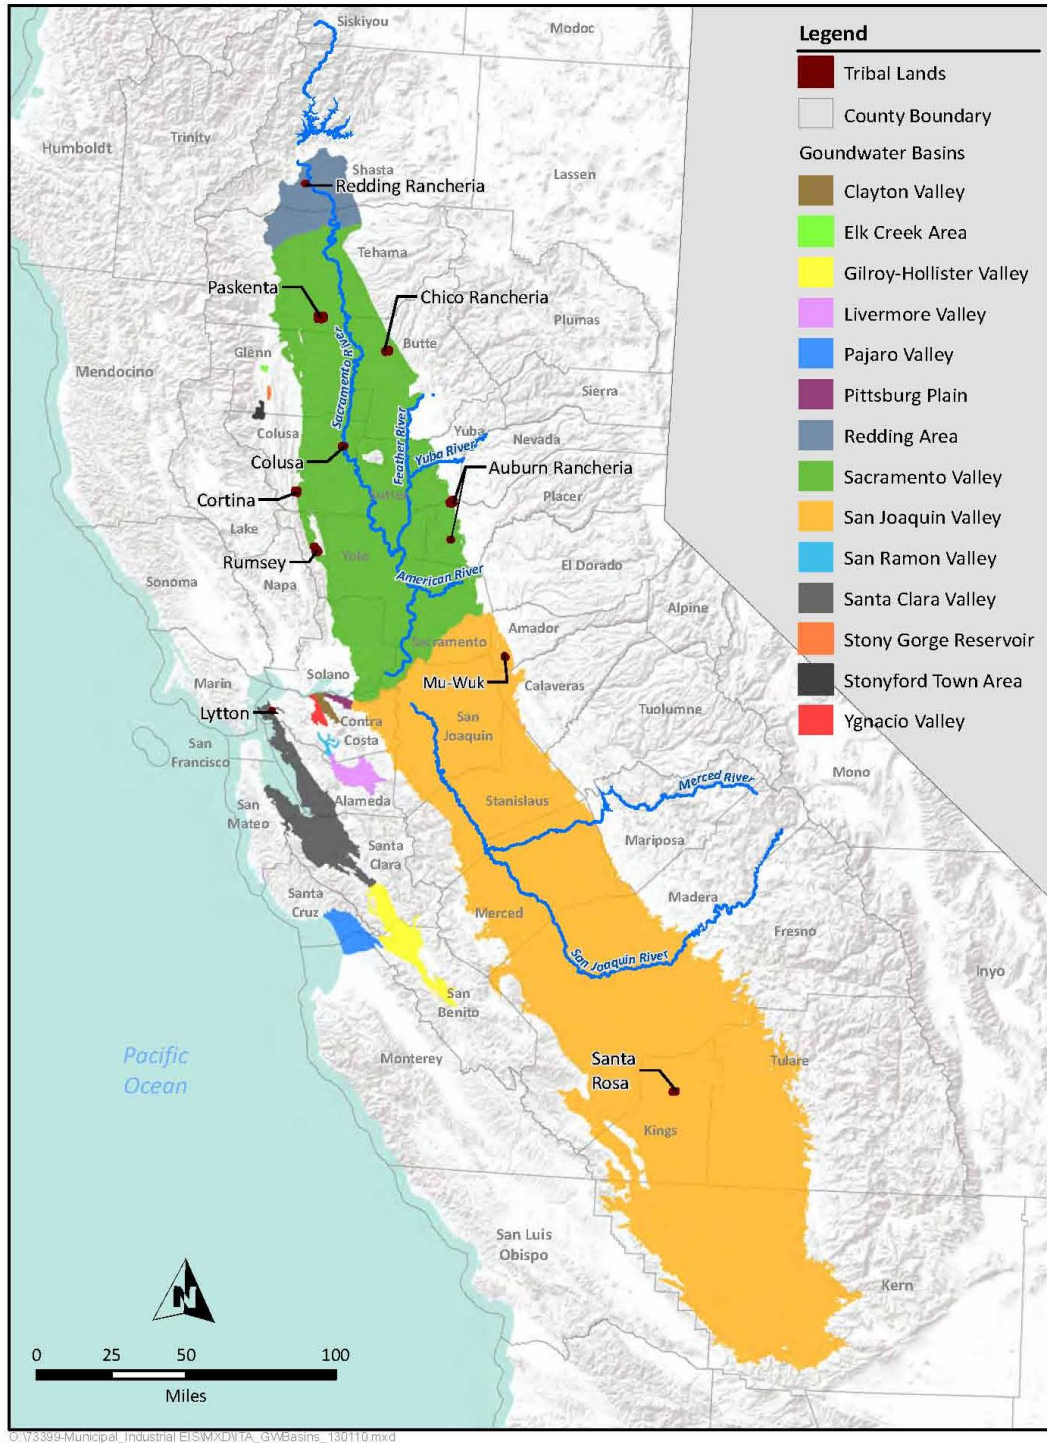 Siskiyou
Modoc
Legend
Tribal Lands
County Boundary
Goundwater Basins
Clayton Valley
Elk Creek Area
Gilroy-Hollister Valley
Livermore Valley
Pajaro Valley
Pittsburg Plain
Redding Area
Sacramento Valley
San Joaquin Valley
San Ramon Valley
Santa Clara Valley
Stony Gorge Reservoir
Stonyford Town Area
Ygnacio Valley
Humboldt
Trinity
Shasta
Lassen
Redding Rancheria
Tehama
Paskenta
Chico Rancheria
Plumas
Sacramento River
Butte
Glenn
Mendocino
Sierra
Feather River
Colusa
Yuba
Nevada
Yuba River
Colusa
Auburn Rancheria
Cortina
Sutter
Placer
Lake
Rumsey
Yolo
El Dorado
Sonoma
Napa
American River
Alpine
Amador
Sacramento
Solano
Marin
Mu-Wuk
Calaveras
Lytton
Contra
Costa
San
Joaquin
Tuolumne
San
Francisco
Mono
Merced River
San
Mateo
Alameda
Stanislaus
Mariposa
Santa
Clara
Santa
Cruz
Merced
Madera
Fresno
San Joaquin River
Inyo
San
Benito
Pacific
Ocean
Monterey
Santa
Rosa
Tulare
Kings
San Luis
Obispo
Kern
N
0 25 50 100
Miles
O:\73399-Municipal_Industrial EIS\MXD\ITA_GWBasins_130110.mxd